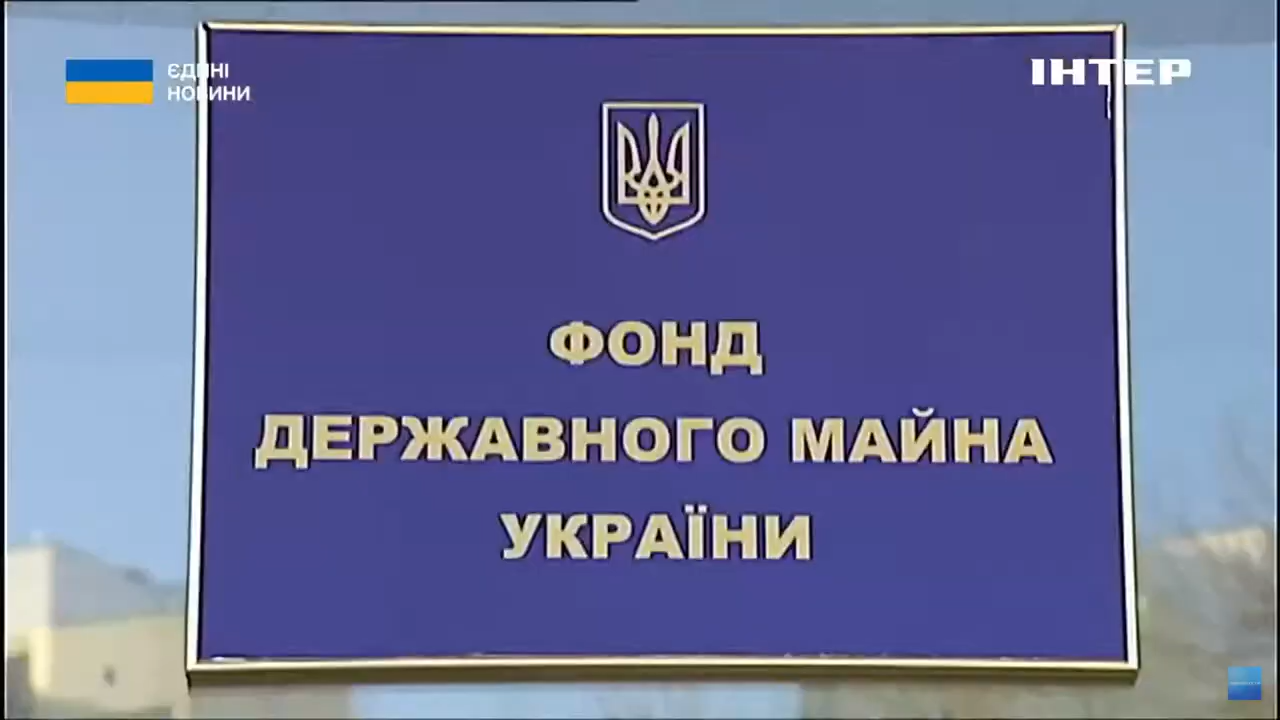 ЄДИНІ
НОВИНИ
ІНТЕР
ФОНД
ДЕРЖАВНОГО МАЙНА
УКРАЇНИ